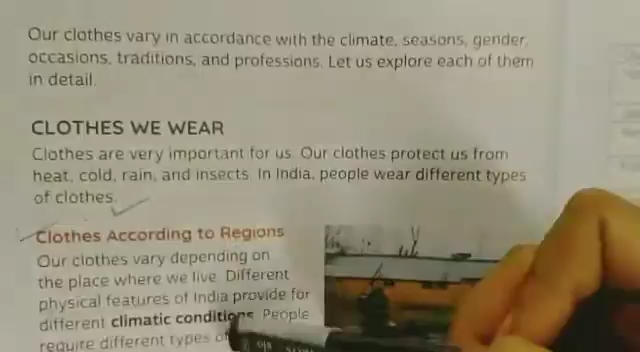 Our clothes vary in accordance with the climate, seasons, gender,
occasions, traditions, and professions. Let us explore each of them
in detail.
CLOTHES WE WEAR
Clothes are very important for us. Our clothes protect us from
heat, cold, rain, and insects. In India, people wear different types
of clothes.
Clothes According to Regions
Our clothes vary depending on
the place where we live. Different
physical features of India provide for
different climatic conditions. People
require different types of